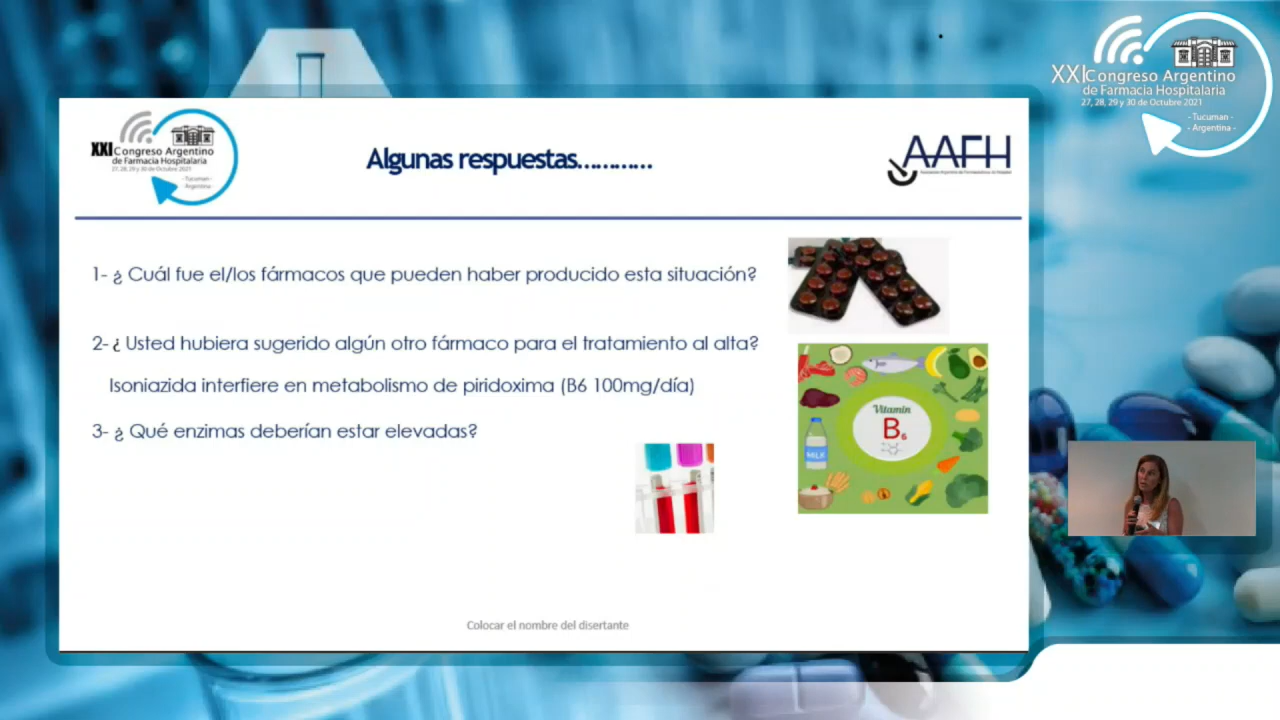 XXI Congreso Argentino
de Farmacia Hospitalaria
27, 28, 29 y 30 de Octubre 2021
- Tucuman -
- Argentina -
XXI Congreso Argentino
de Farmacia Hospitalaria
27, 28, 29 y 30 de Octubre 2021
- Tucuman -
Argentina
Algunas respuestas............
AAFH
1- ¿ Cuál fue el/los fármacos que pueden haber producido esta situación?
2- ¿ Usted hubiera sugerido algún otro fármaco para el tratamiento al alta?
Isoniazida interfiere en metabolismo de piridoxima (B6 100mg/día)
3- ¿ Qué enzimas deberían estar elevadas?
Vitamin
B6
MILK
Colocar el nombre del disertante